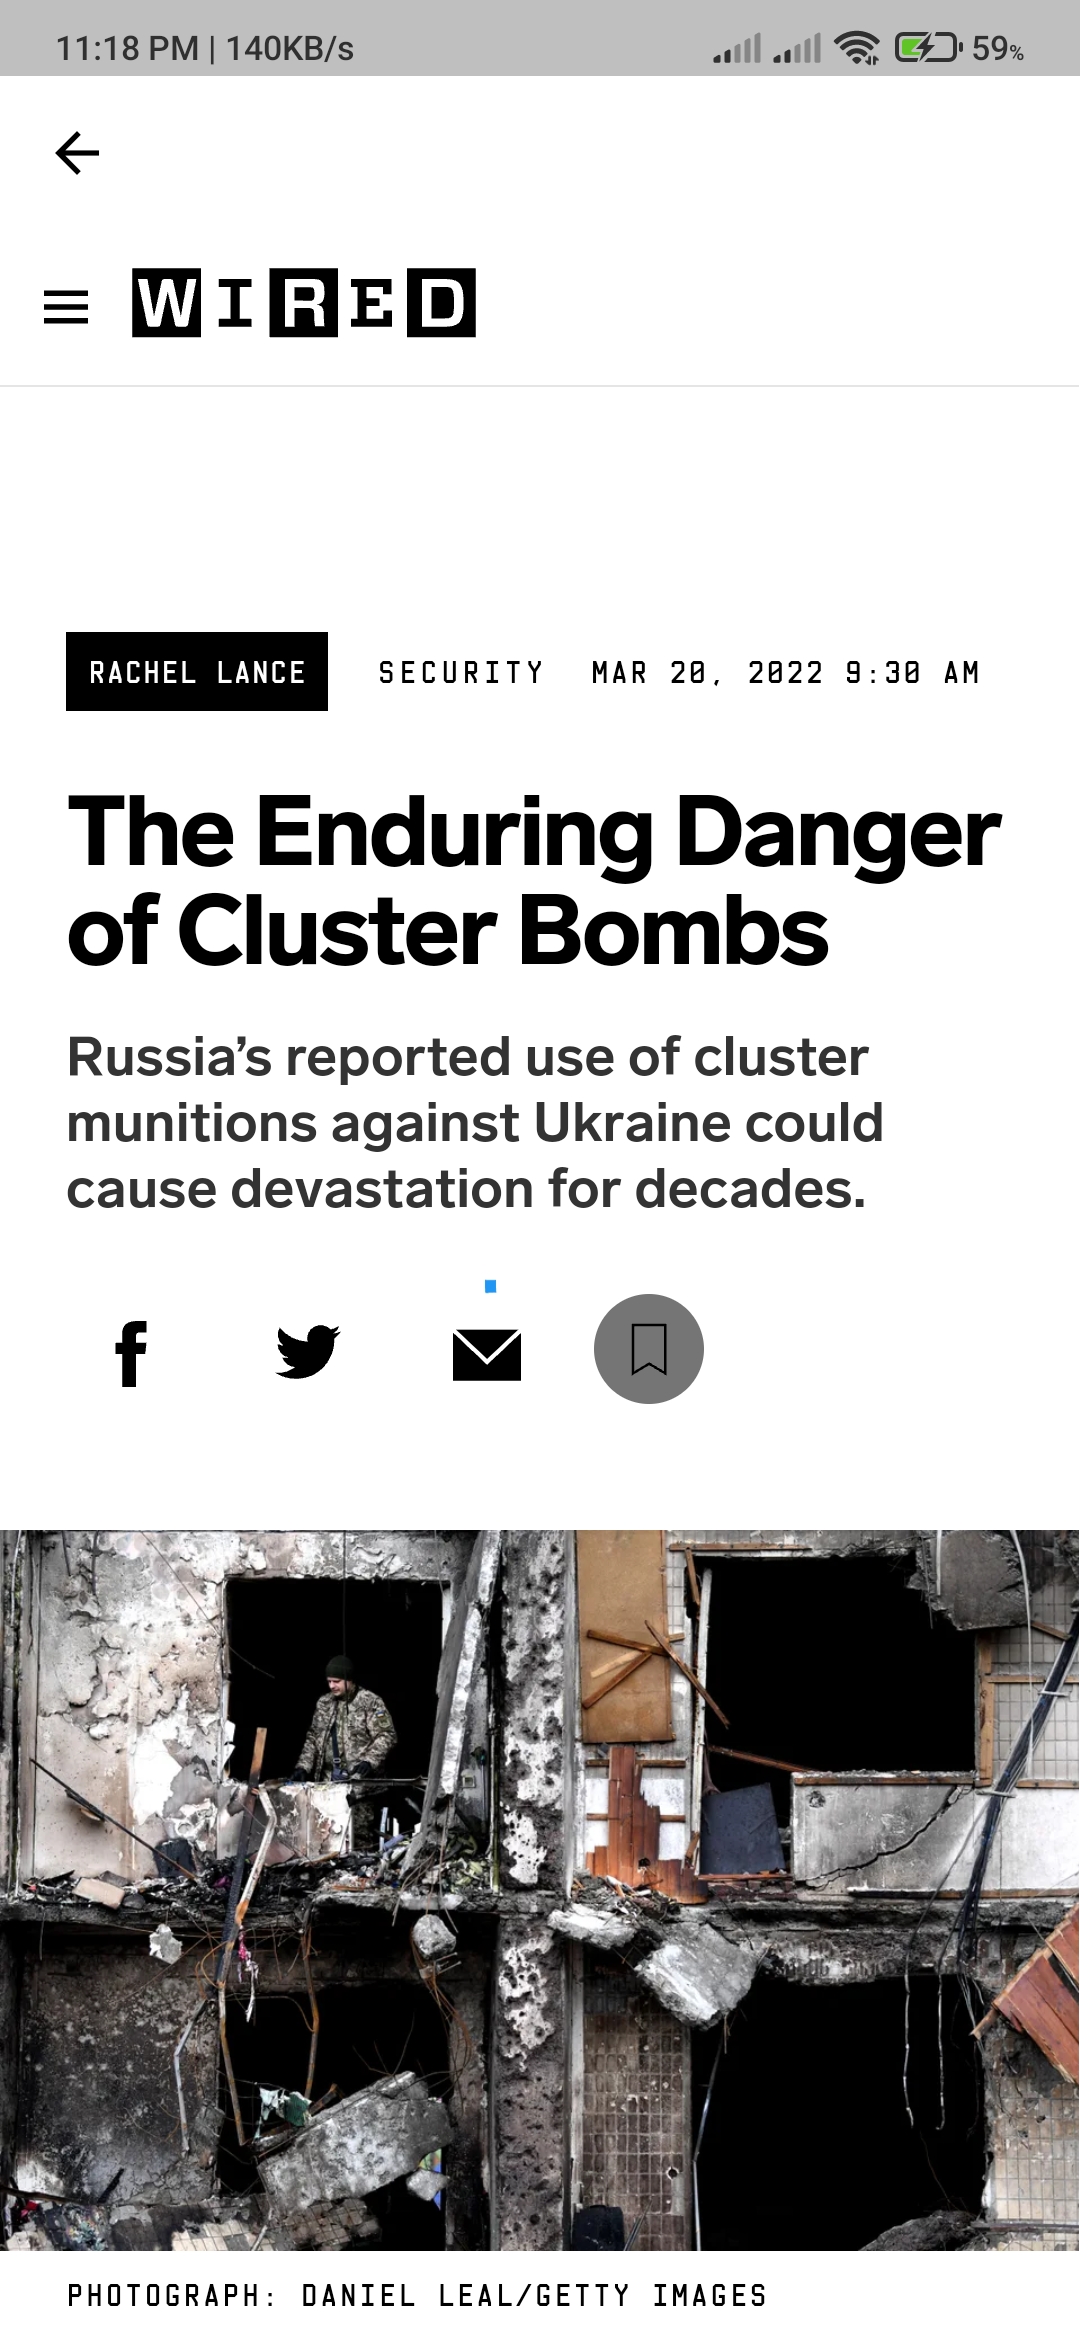 11:18 PM | 140KB/s 59%
WIRED
RACHEL LANCE SECURITY MAR 20, 2022 9:30 AM
The Enduring Danger
of Cluster Bombs
Russia’s reported use of cluster
munitions against Ukraine could
cause devastation for decades.
PHOTOGRAPH: DANIEL LEAL/GETTY IMAGES